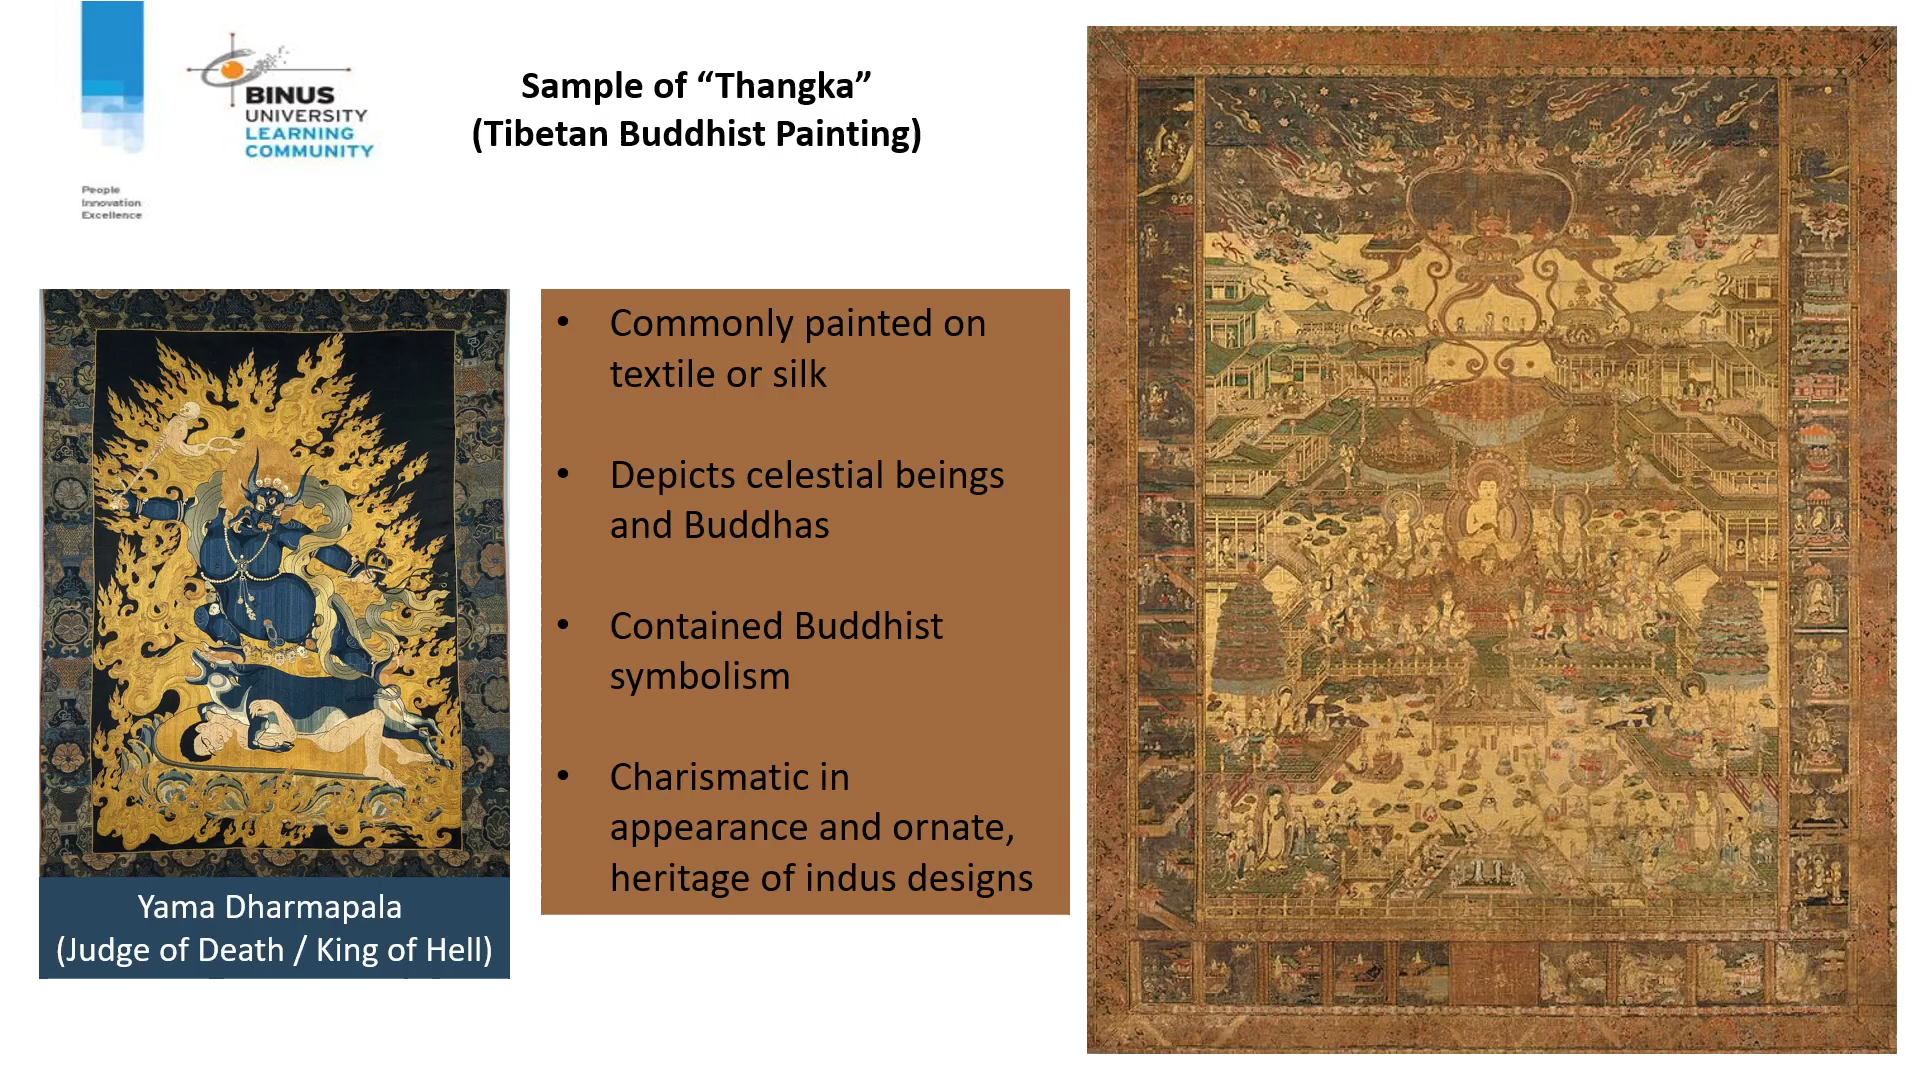 BINUS
UNIVERSITY
LEARNING
COMMUNITY
People
Innovation
Excellence
Sample of “Thangka”
(Tibetan Buddhist Painting)
• Commonly painted on
textile or silk
• Depicts celestial beings
and Buddhas
• Contained Buddhist
symbolism
• Charismatic in
appearance and ornate,
heritage of indus designs
Yama Dharmapala
(Judge of Death / King of Hell)